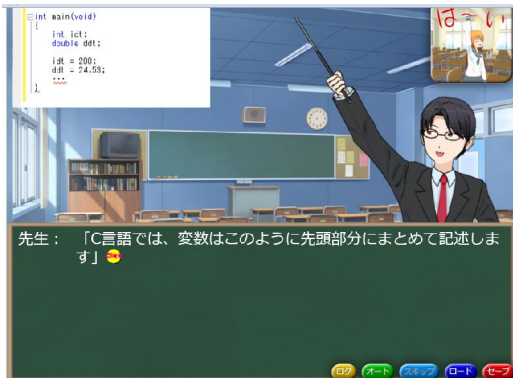 int main(void)
{
int idt;
double ddt;
idt = 200;
ddt = 24.53;
...
}
は～い
先生： 「C言語では、変数はこのように先頭部分にまとめて記述しま
す」
ログ オート スキップ ロード セーブ